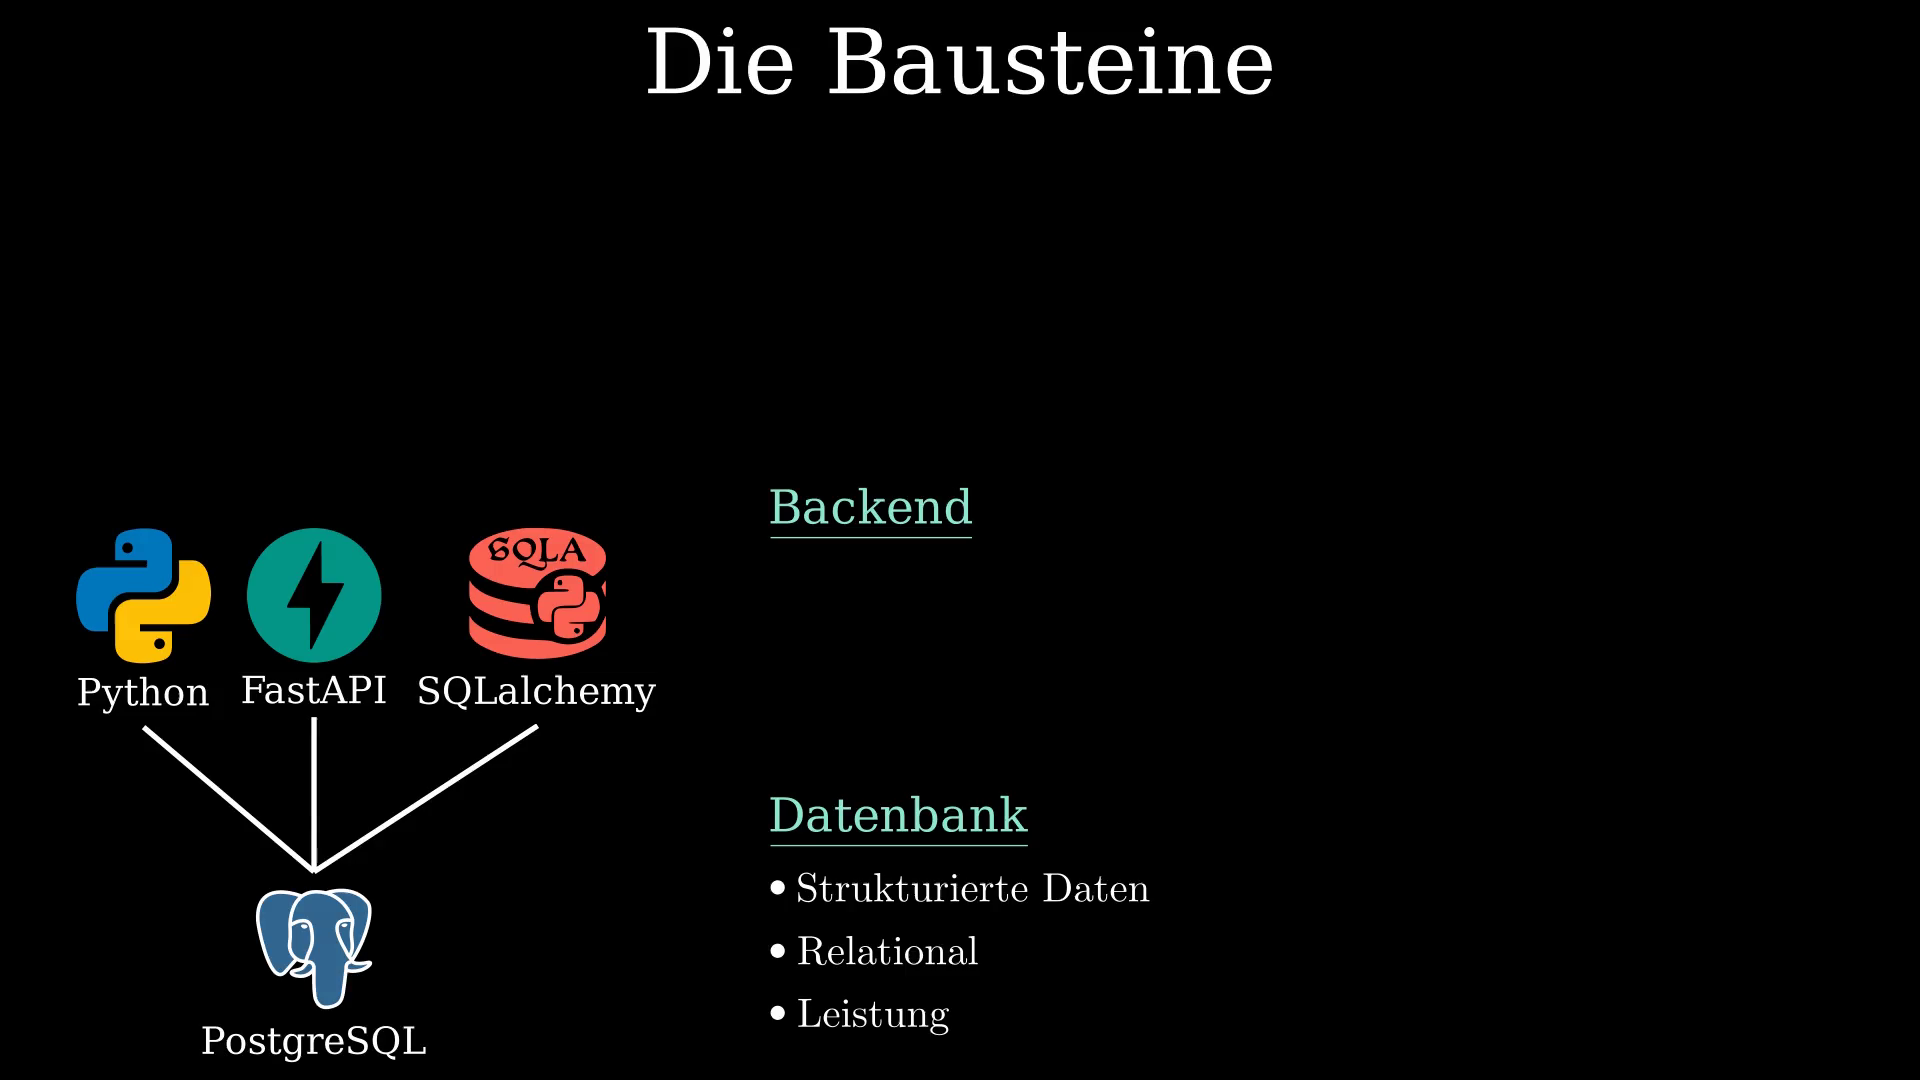 Die Bausteine
Backend
SQLA
Python
FastAPI
SQLalchemy
Datenbank
• Strukturierte Daten
• Relational
• Leistung
PostgreSQL